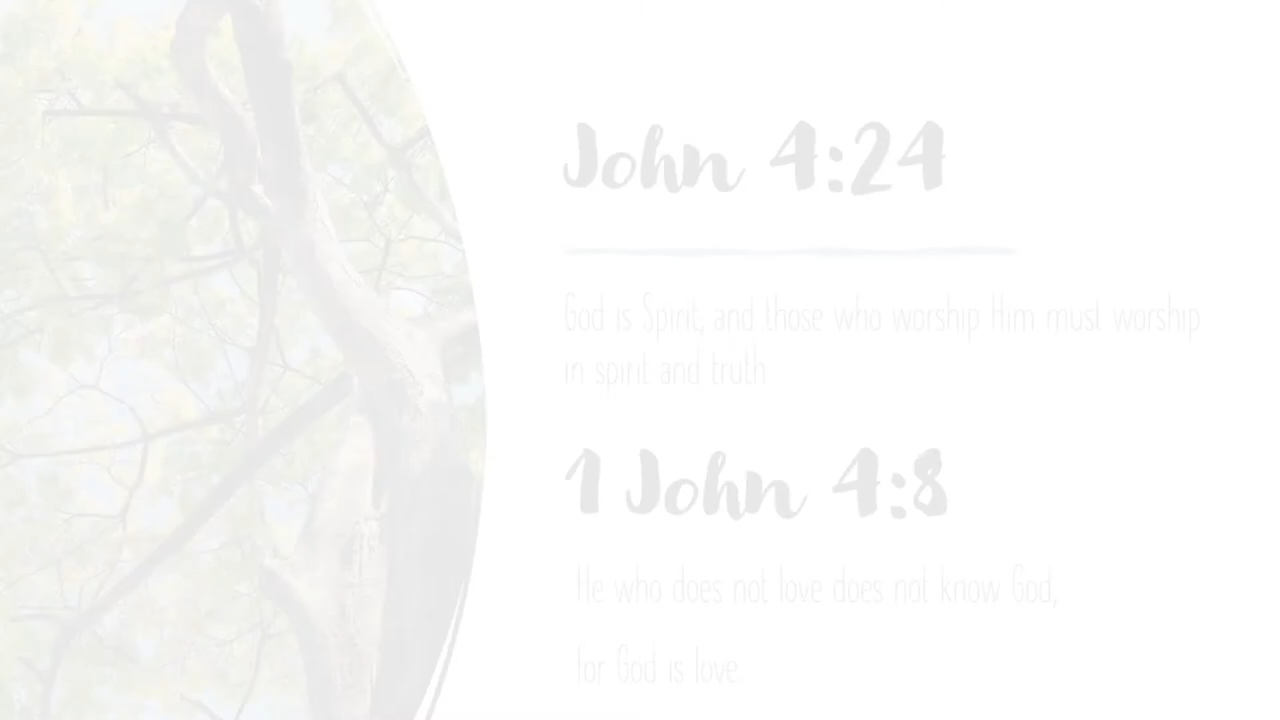 John 4:24
God is Spirit, and those who worship Him must worship
in spirit and truth
1 John 4:8
He who does not love does not know God,
for God is love.